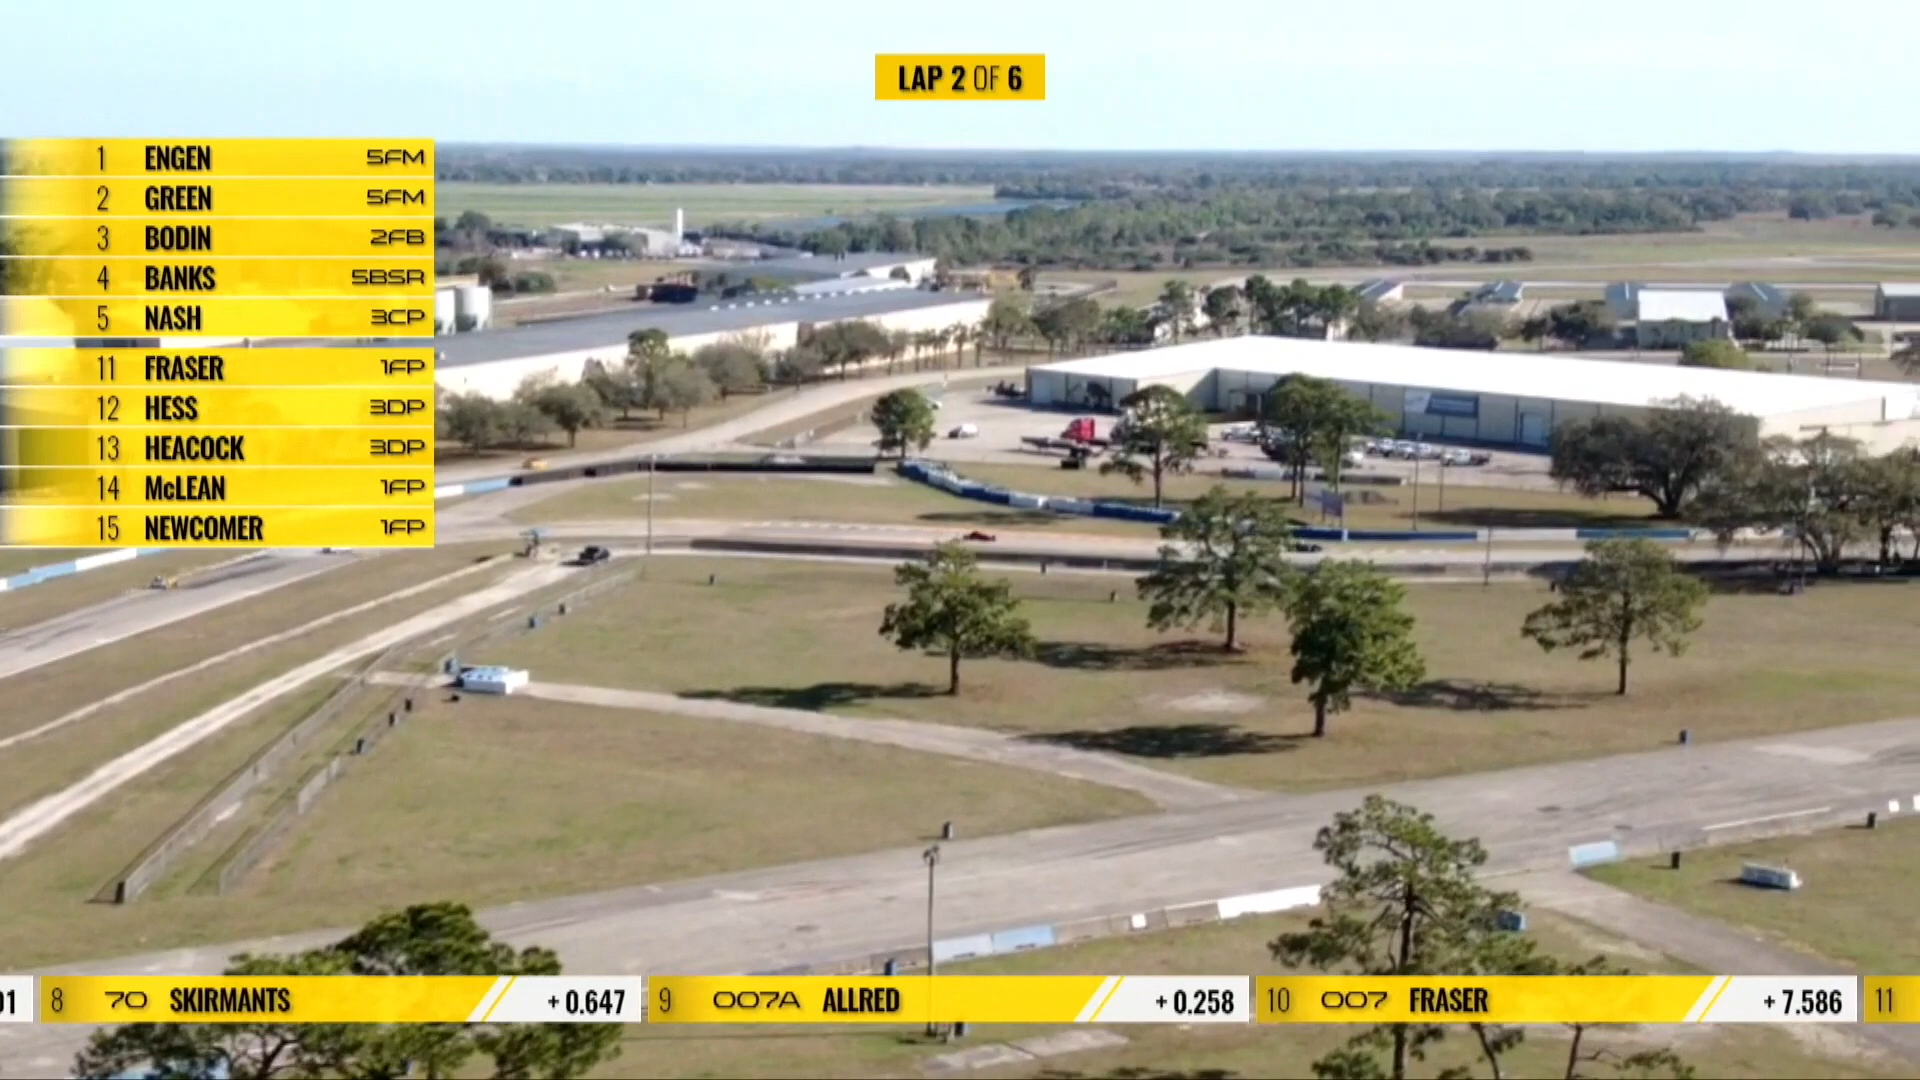 LAP 2 OF 6
1 ENGEN 5FM
2 GREEN 5FM
3 BODIN 2FB
4 BANKS 5BSR
5 NASH 3CP
11 FRASER 1FP
12 HESS 3DP
13 HEACOCK 3DP
14 McLEAN 1FP
15 NEWCOMER 1FP
01 8 70 SKIRMANTS + 0.647 9 007A ALLRED + 0.258 10 007 FRASER + 7.586 11